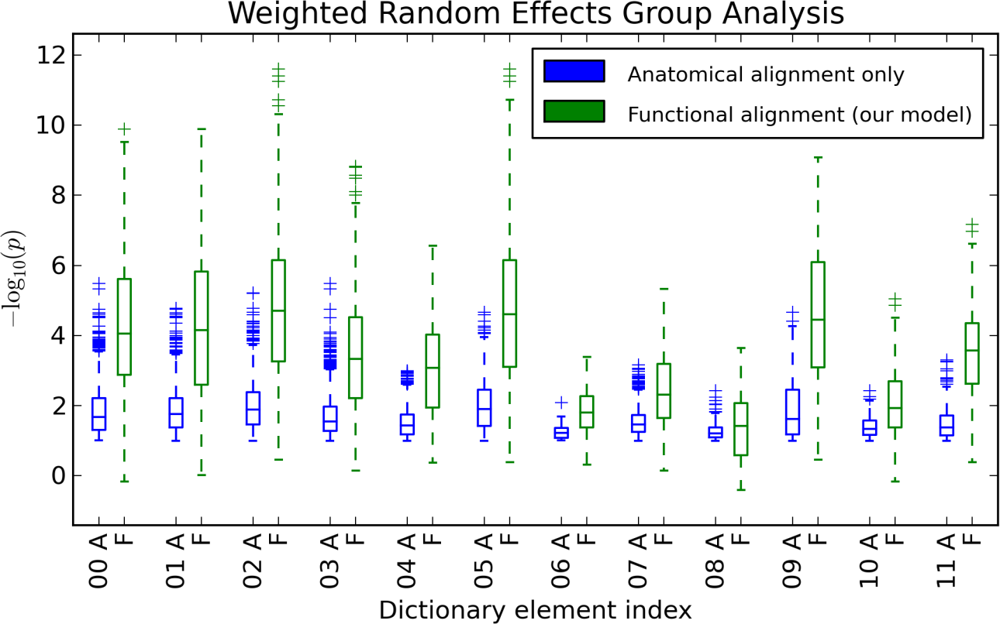 Weighted Random Effects Group Analysis
12
10
8
6
4
2
0
−log₁₀(p)
Anatomical alignment only
Functional alignment (our model)
00 A
F
01 A
F
02 A
F
03 A
F
04 A
F
05 A
F
06 A
F
07 A
F
08 A
F
09 A
F
10 A
F
11 A
F
Dictionary element index